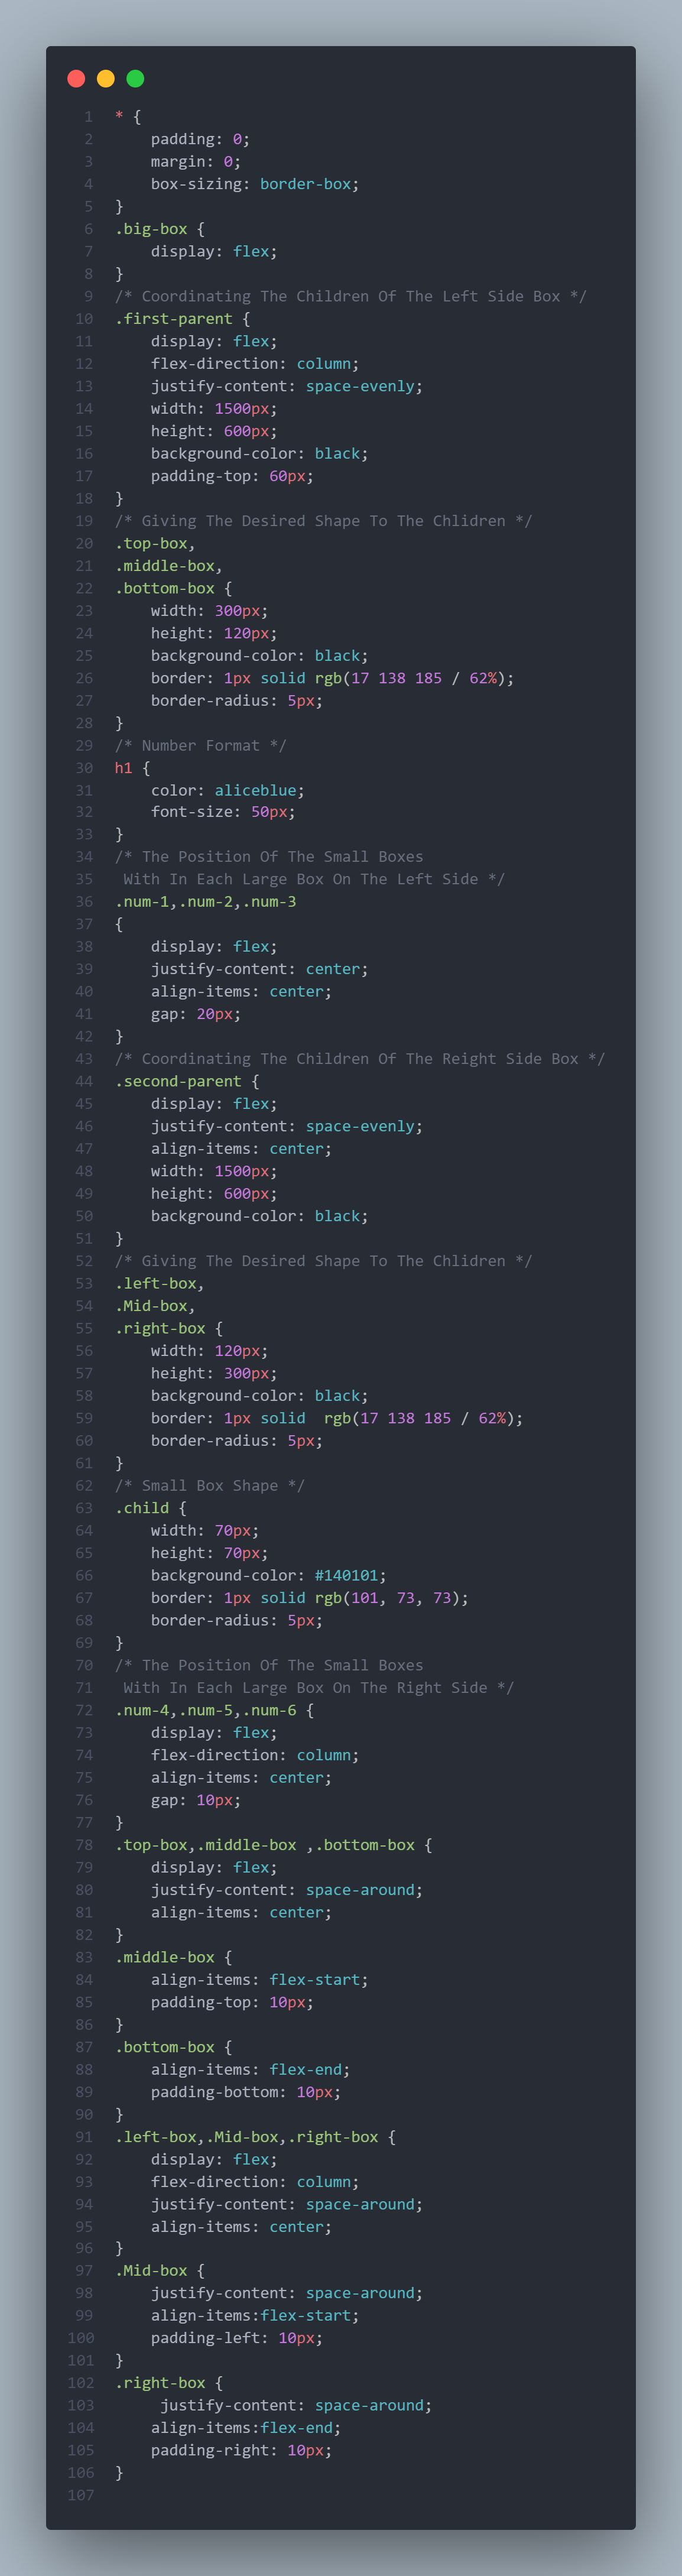 1 * {
2     padding: 0;
3     margin: 0;
4     box-sizing: border-box;
5 }
6 .big-box {
7     display: flex;
8 }
9 /* Coordinating The Children Of The Left Side Box */
10 .first-parent {
11     display: flex;
12     flex-direction: column;
13     justify-content: space-evenly;
14     width: 1500px;
15     height: 600px;
16     background-color: black;
17     padding-top: 60px;
18 }
19 /* Giving The Desired Shape To The Chlidren */
20 .top-box,
21 .middle-box,
22 .bottom-box {
23     width: 300px;
24     height: 120px;
25     background-color: black;
26     border: 1px solid rgb(17 138 185 / 62%);
27     border-radius: 5px;
28 }
29 /* Number Format */
30 h1 {
31     color: aliceblue;
32     font-size: 50px;
33 }
34 /* The Position Of The Small Boxes
35  With In Each Large Box On The Left Side */
36 .num-1,.num-2,.num-3
37 {
38     display: flex;
39     justify-content: center;
40     align-items: center;
41     gap: 20px;
42 }
43 /* Coordinating The Children Of The Reight Side Box */
44 .second-parent {
45     display: flex;
46     justify-content: space-evenly;
47     align-items: center;
48     width: 1500px;
49     height: 600px;
50     background-color: black;
51 }
52 /* Giving The Desired Shape To The Chlidren */
53 .left-box,
54 .Mid-box,
55 .right-box {
56     width: 120px;
57     height: 300px;
58     background-color: black;
59     border: 1px solid  rgb(17 138 185 / 62%);
60     border-radius: 5px;
61 }
62 /* Small Box Shape */
63 .child {
64     width: 70px;
65     height: 70px;
66     background-color: #140101;
67     border: 1px solid rgb(101, 73, 73);
68     border-radius: 5px;
69 }
70 /* The Position Of The Small Boxes
71  With In Each Large Box On The Right Side */
72 .num-4,.num-5,.num-6 {
73     display: flex;
74     flex-direction: column;
75     align-items: center;
76     gap: 10px;
77 }
78 .top-box,.middle-box ,.bottom-box {
79     display: flex;
80     justify-content: space-around;
81     align-items: center;
82 }
83 .middle-box {
84     align-items: flex-start;
85     padding-top: 10px;
86 }
87 .bottom-box {
88     align-items: flex-end;
89     padding-bottom: 10px;
90 }
91 .left-box,.Mid-box,.right-box {
92     display: flex;
93     flex-direction: column;
94     justify-content: space-around;
95     align-items: center;
96 }
97 .Mid-box {
98     justify-content: space-around;
99     align-items:flex-start;
100     padding-left: 10px;
101 }
102 .right-box {
103      justify-content: space-around;
104     align-items:flex-end;
105     padding-right: 10px;
106 }
107